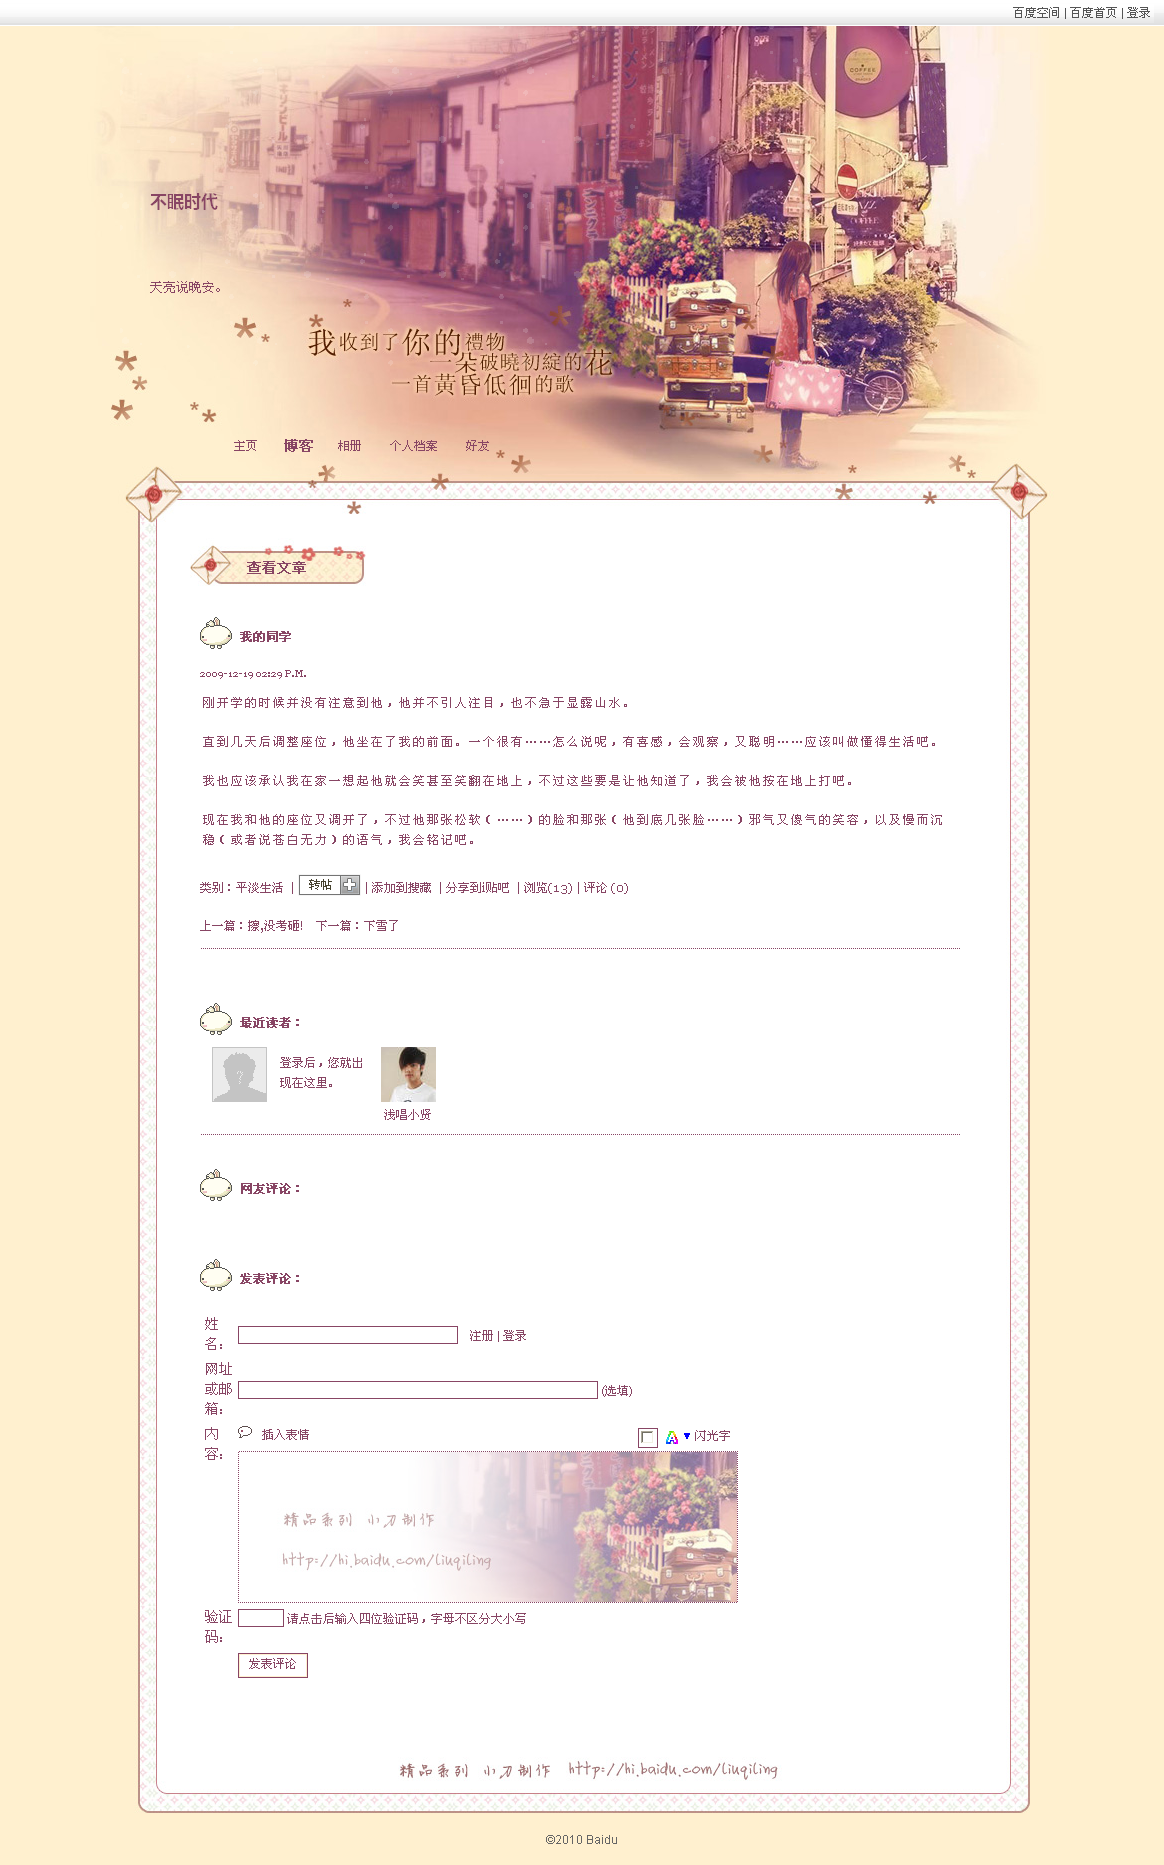 百度空间 | 百度首页 | 登录
メン
COFFEE
COFFEE
不眠时代
天亮说晚安。
我收到了你的禮物
一朵破曉初綻的花
一首黃昏低徊的歌
主页 博客 相册 个人档案 好友
查看文章
我的同学
2009-12-19 02:29 P.M.
刚开学的时候并没有注意到他，他并不引人注目，也不急于显露山水。
直到几天后调整座位，他坐在了我的前面。一个很有……怎么说呢，有喜感，会观察，又聪明……应该叫做懂得生活吧。
我也应该承认我在家一想起他就会笑甚至笑翻在地上，不过这些要是让他知道了，我会被他按在地上打吧。
现在我和他的座位又调开了，不过他那张松软（……）的脸和那张（他到底几张脸……）邪气又傻气的笑容，以及慢而沉
稳（或者说苍白无力）的语气，我会铭记吧。
类别：平淡生活 | 转帖 | 添加到搜藏 | 分享到i贴吧 | 浏览(13) | 评论 (0)
上一篇：擦,没考砸! 下一篇：下雪了
最近读者：
登录后，您就出
现在这里。
浅唱小贤
网友评论：
发表评论：
姓
名：
注册 | 登录
网址
或邮
箱：
(选填)
内
容：
插入表情
闪光字
精品系列 小刀制作
http://hi.baidu.com/liuqiling
验证
码：
请点击后输入四位验证码，字母不区分大小写
发表评论
精品系列 小刀制作 http://hi.baidu.com/liuqiling
©2010 Baidu